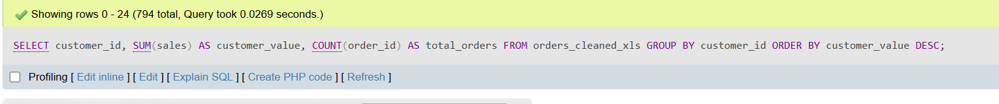 Showing rows 0 - 24 (794 total, Query took 0.0269 seconds.)
SELECT customer_id, SUM(sales) AS customer_value, COUNT(order_id) AS total_orders FROM orders_cleaned_xls GROUP BY customer_id ORDER BY customer_value DESC;
Profiling [ Edit inline ] [ Edit ] [ Explain SQL ] [ Create PHP code ] [ Refresh ]